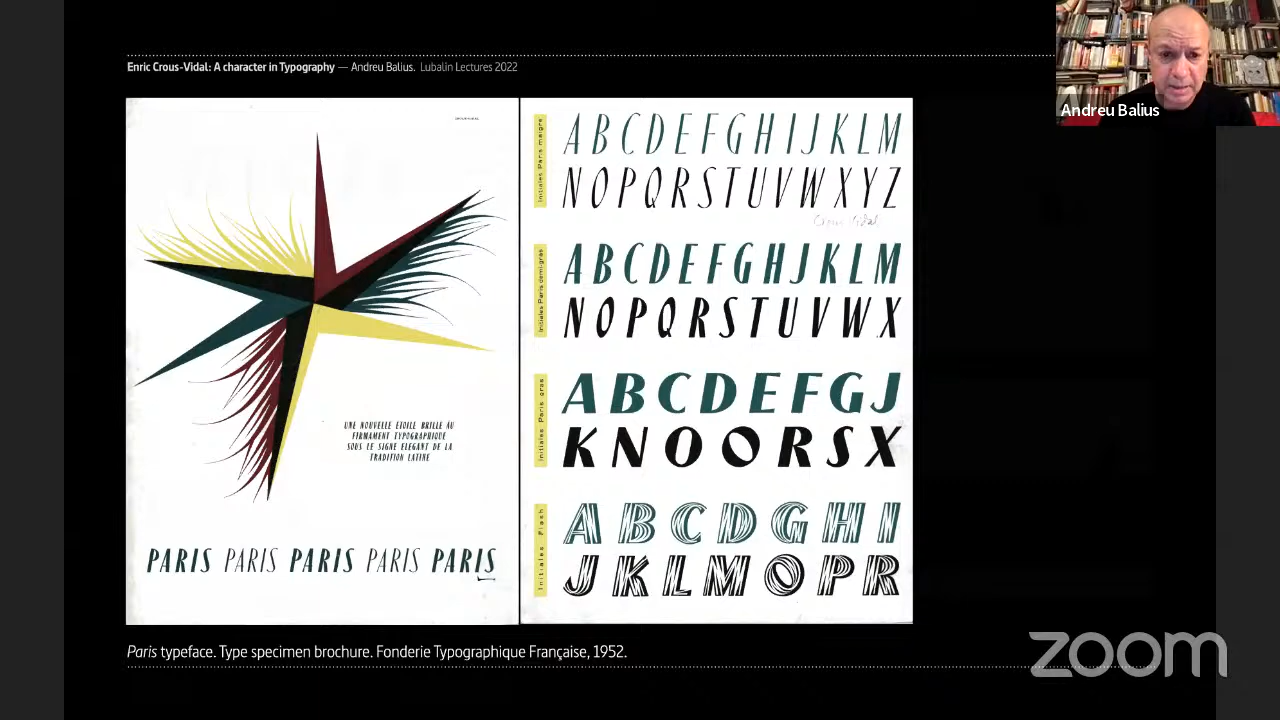 Enric Crous-Vidal: A character in Typography — Andreu Balius. Lubalin Lectures 2022
Andreu Balius
UNE NOUVELLE ETOILE BRILLE AU
FIRMAMENT TYPOGRAPHIQUE
SOUS LE SIGNE ELEGANT DE LA
TRADITION LATINE
PARIS PARIS PARIS PARIS PARIS
Initiales Paris maigre
ABCDEFGHIJKLM
NOPQRSTUVWXYZ
Crous Vidal
Initiales Paris demi-gras
ABCDEFGHJKLM
NOPQRSTUVWX
Initiales Paris gras
ABCDEFGJ
KNOORSX
Initiales Flash
ABCDGHI
JKLMOPR
Paris typeface. Type specimen brochure. Fonderie Typographique Française, 1952.
zoom